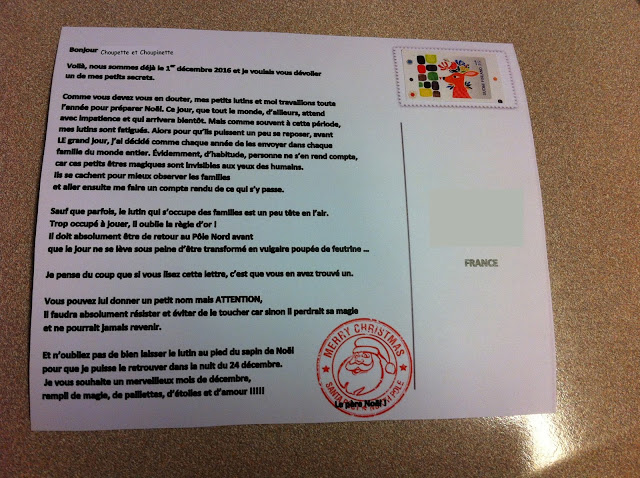 Bonjour Choupette et Choupinette
Voilà, nous sommes déjà le 1er décembre 2016 et je voulais vous dévoiler
un de mes petits secrets.
Comme vous devez vous en douter, mes petits lutins et moi travaillons toute
l'année pour préparer Noël. Ce jour, que tout le monde, d'ailleurs, attend
avec impatience et qui arrivera bientôt. Mais comme souvent à cette période,
mes lutins sont fatigués. Alors pour qu'ils puissent un peu se reposer, avant
LE grand jour, j'ai décidé comme chaque année de les envoyer dans chaque
famille du monde entier. Évidemment, d'habitude, personne ne s'en rend compte,
car ces petits êtres magiques sont invisibles aux yeux des humains.
Ils se cachent pour mieux observer les familles
et aller ensuite me faire un compte rendu de ce qui s'y passe.
Sauf que parfois, le lutin qui s'occupe des familles est un peu tête en l'air.
Trop occupé à jouer, il oublie la règle d'or !
Il doit absolument être de retour au Pôle Nord avant
que le jour ne se lève sous peine d'être transformé en vulgaire poupée de feutrine ...
Je pense du coup que si vous lisez cette lettre, c'est que vous en avez trouvé un.
Vous pouvez lui donner un petit nom mais ATTENTION,
il faudra absolument résister et éviter de le toucher car sinon il perdrait sa magie
et ne pourrait jamais revenir.
Et n'oubliez pas de bien laisser le lutin au pied du sapin de Noël
pour que je puisse le retrouver dans la nuit du 24 décembre.
Je vous souhaite un merveilleux mois de décembre,
rempli de magie, de paillettes, d'étoiles et d'amour !!!!!
MERRY CHRISTMAS
SANTA POLE
Le père Noël !
FRANCE